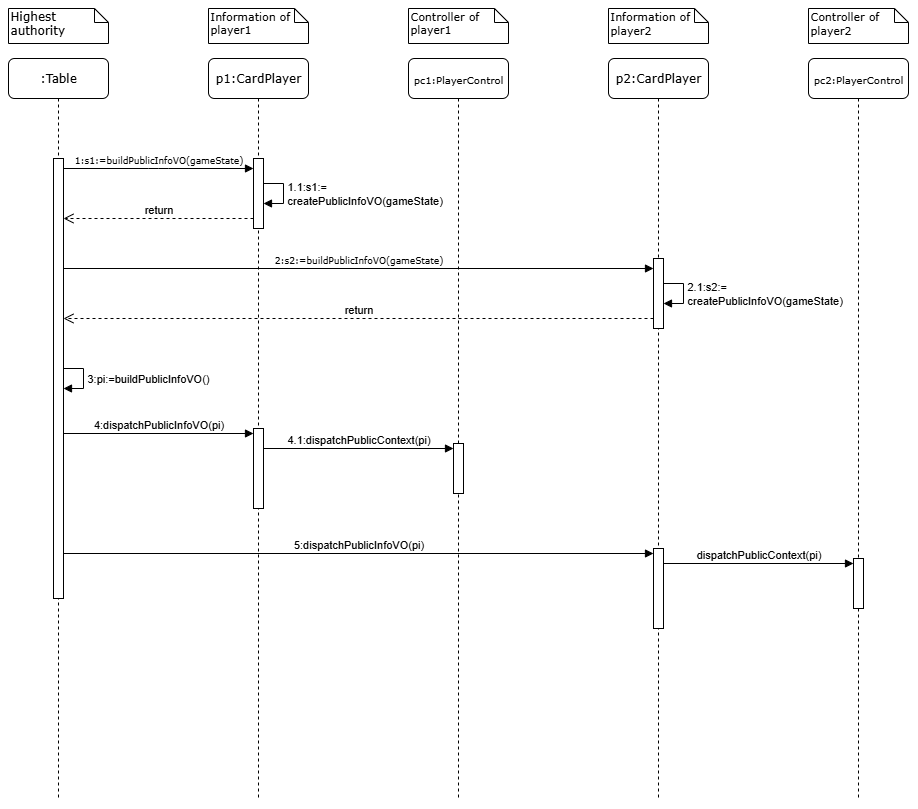 Highest
authority
Information of
player1
Controller of
player1
Information of
player2
Controller of
player2
:Table
p1:CardPlayer
pc1:PlayerControl
p2:CardPlayer
pc2:PlayerControl
1:s1:=buildPublicInfoVO(gameState)
1.1:s1:=
createPublicInfoVO(gameState)
return
2:s2:=buildPublicInfoVO(gameState)
2.1:s2:=
createPublicInfoVO(gameState)
return
3:pi:=buildPublicInfoVO()
4:dispatchPublicInfoVO(pi)
4.1:dispatchPublicContext(pi)
5:dispatchPublicInfoVO(pi)
dispatchPublicContext(pi)